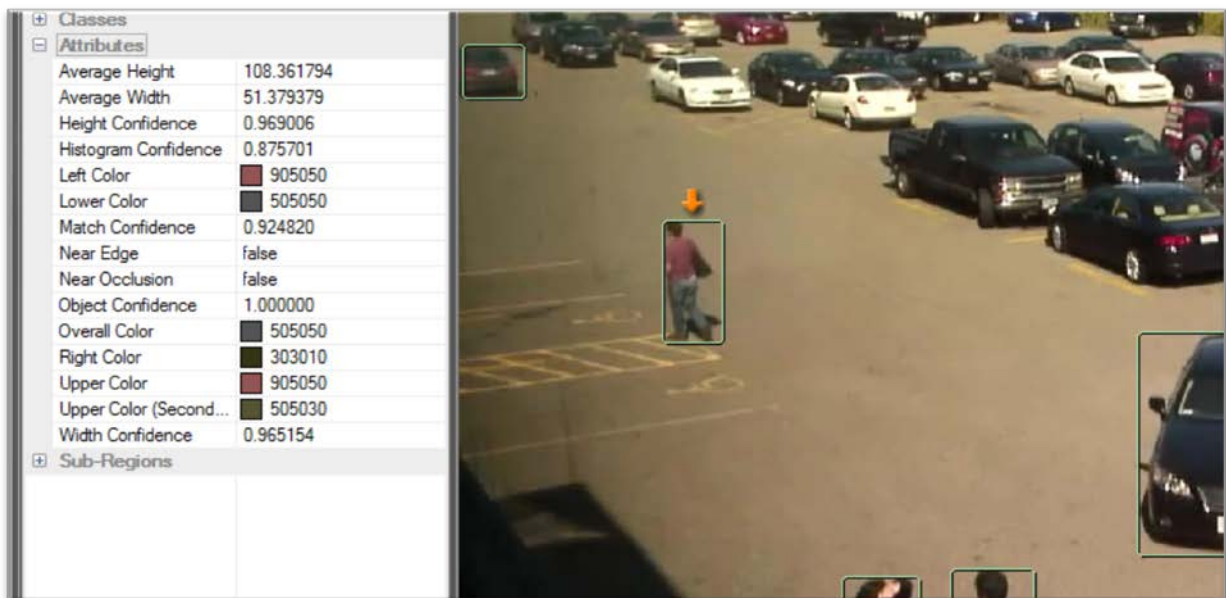 Classes
Attributes
Average Height 108.361794
Average Width 51.379379
Height Confidence 0.969006
Histogram Confidence 0.875701
Left Color 905050
Lower Color 505050
Match Confidence 0.924820
Near Edge false
Near Occlusion false
Object Confidence 1.000000
Overall Color 505050
Right Color 303010
Upper Color 905050
Upper Color (Second... 505030
Width Confidence 0.965154
Sub-Regions